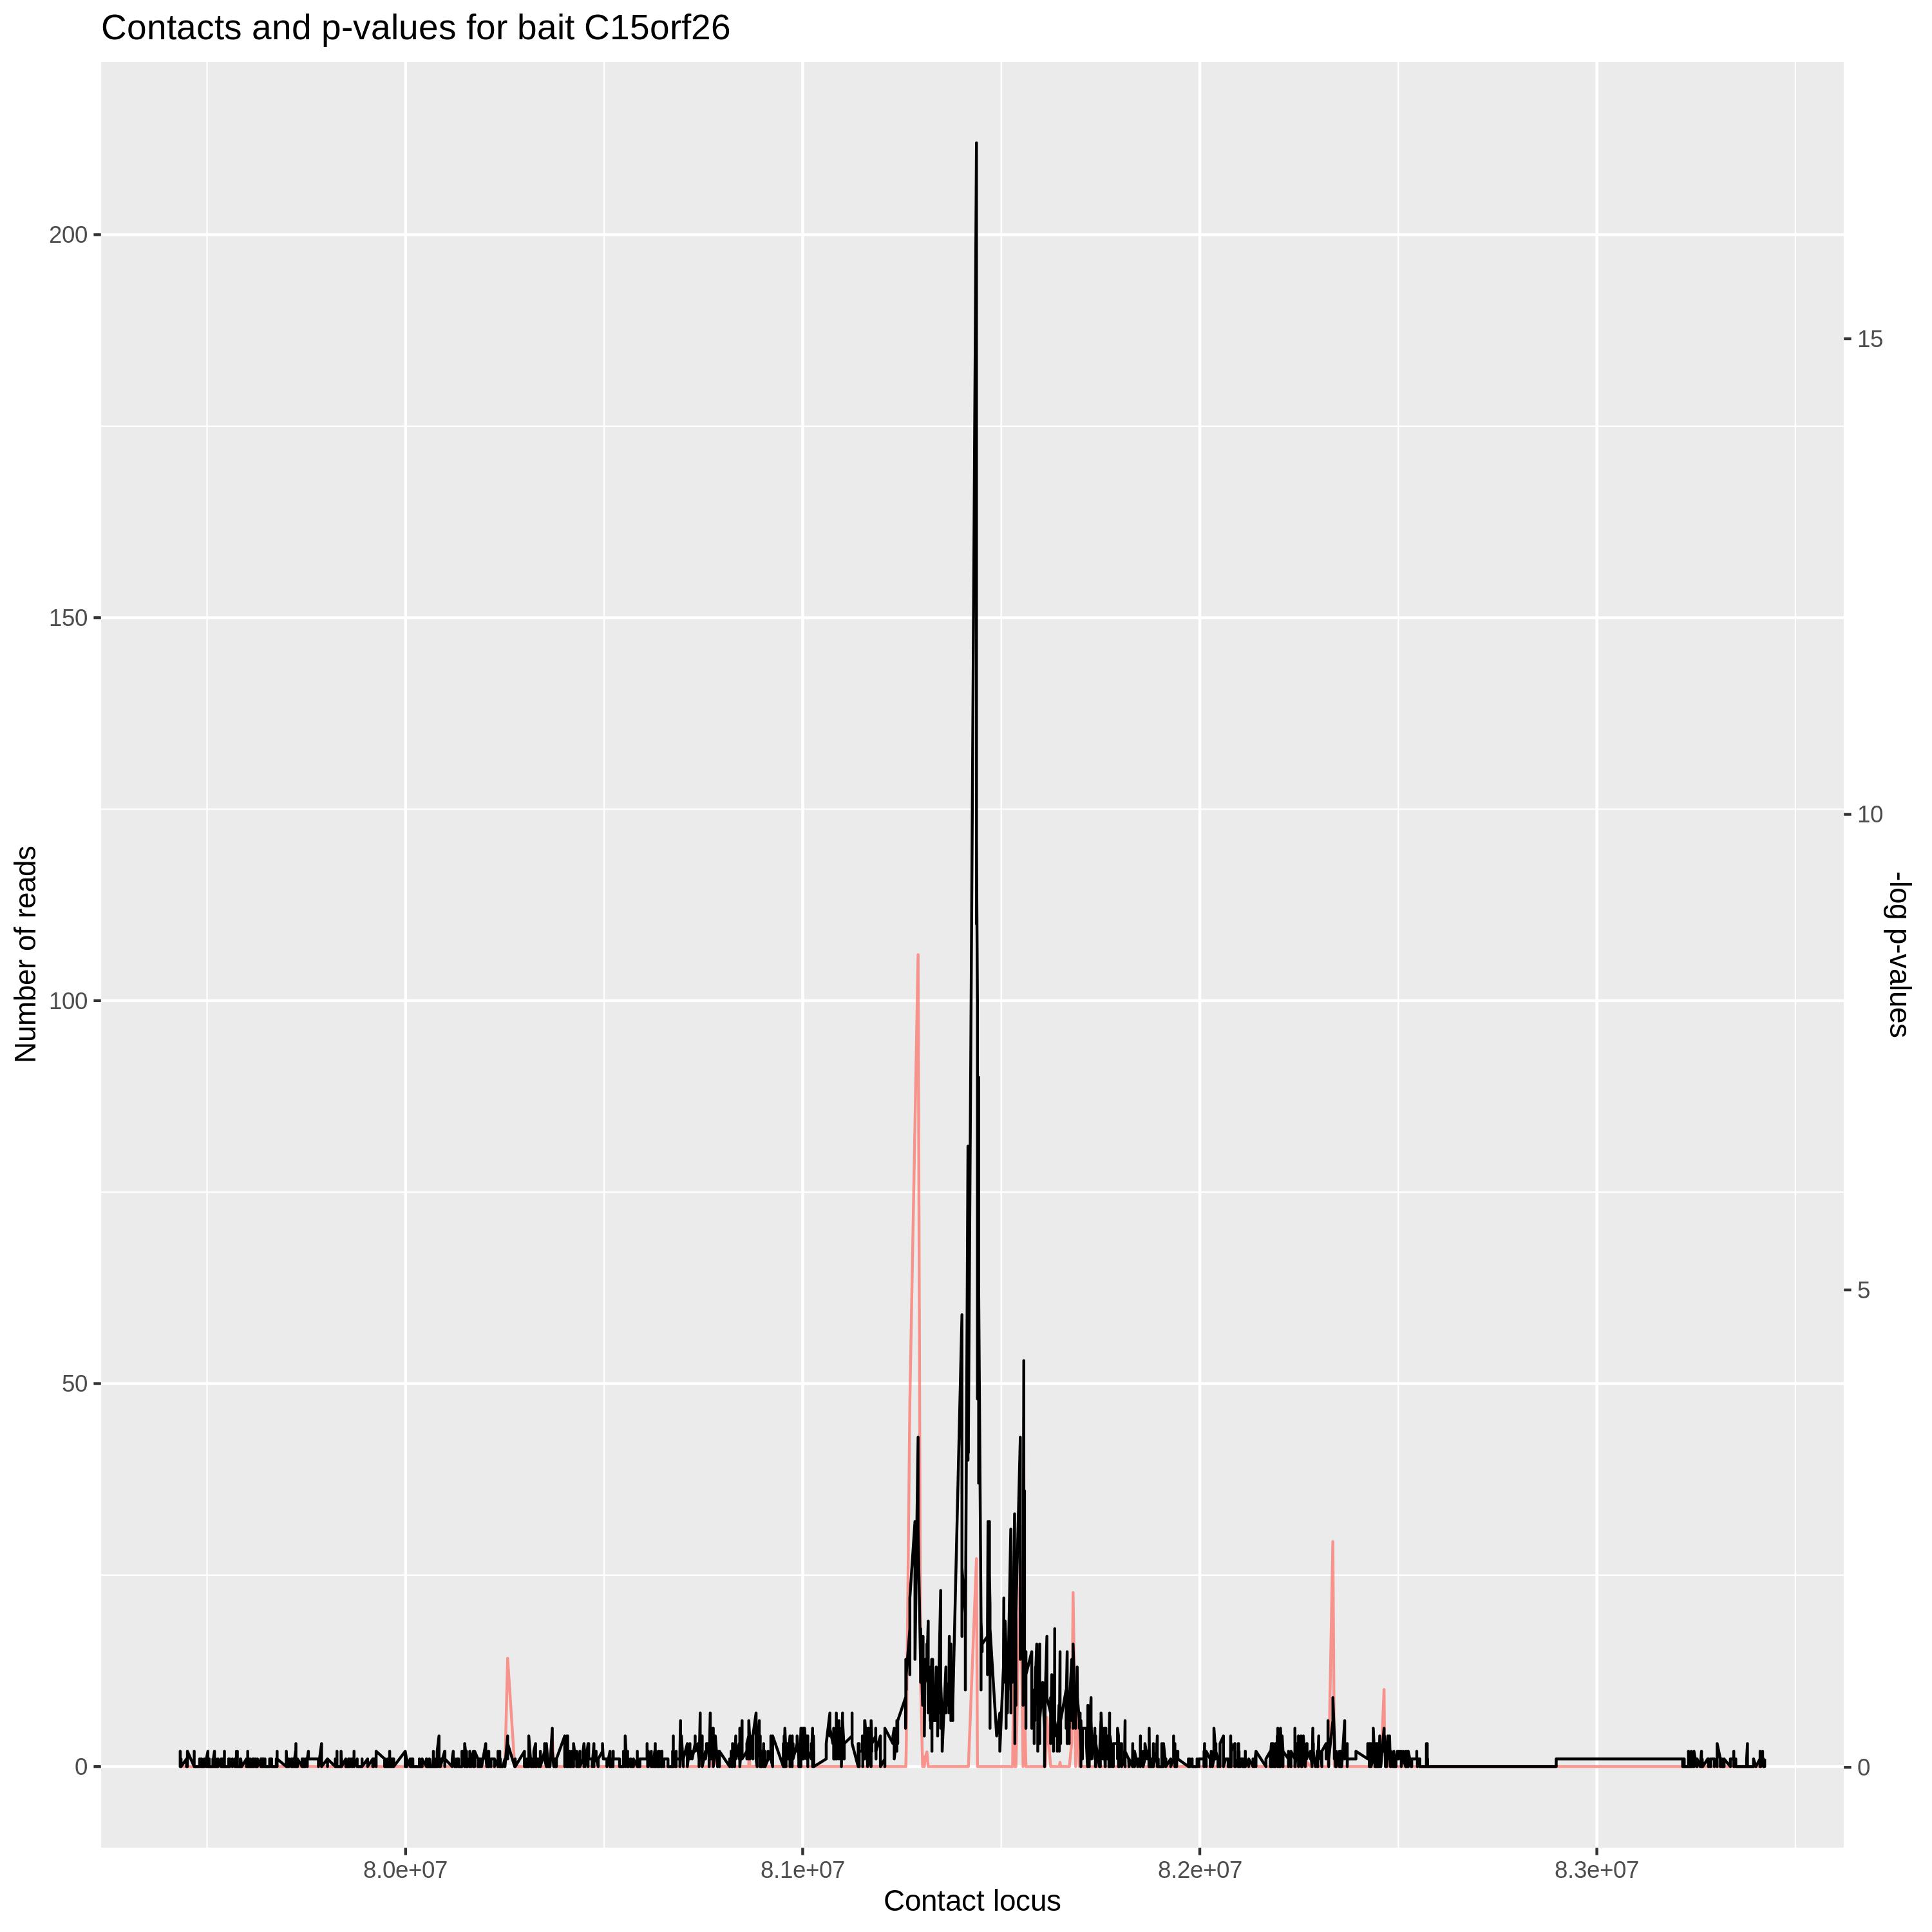 Contacts and p-values for bait C15orf26
200
150
100
50
0
Number of reads
15
10
5
0
-log p-values
8.0e+07
8.1e+07
8.2e+07
8.3e+07
Contact locus